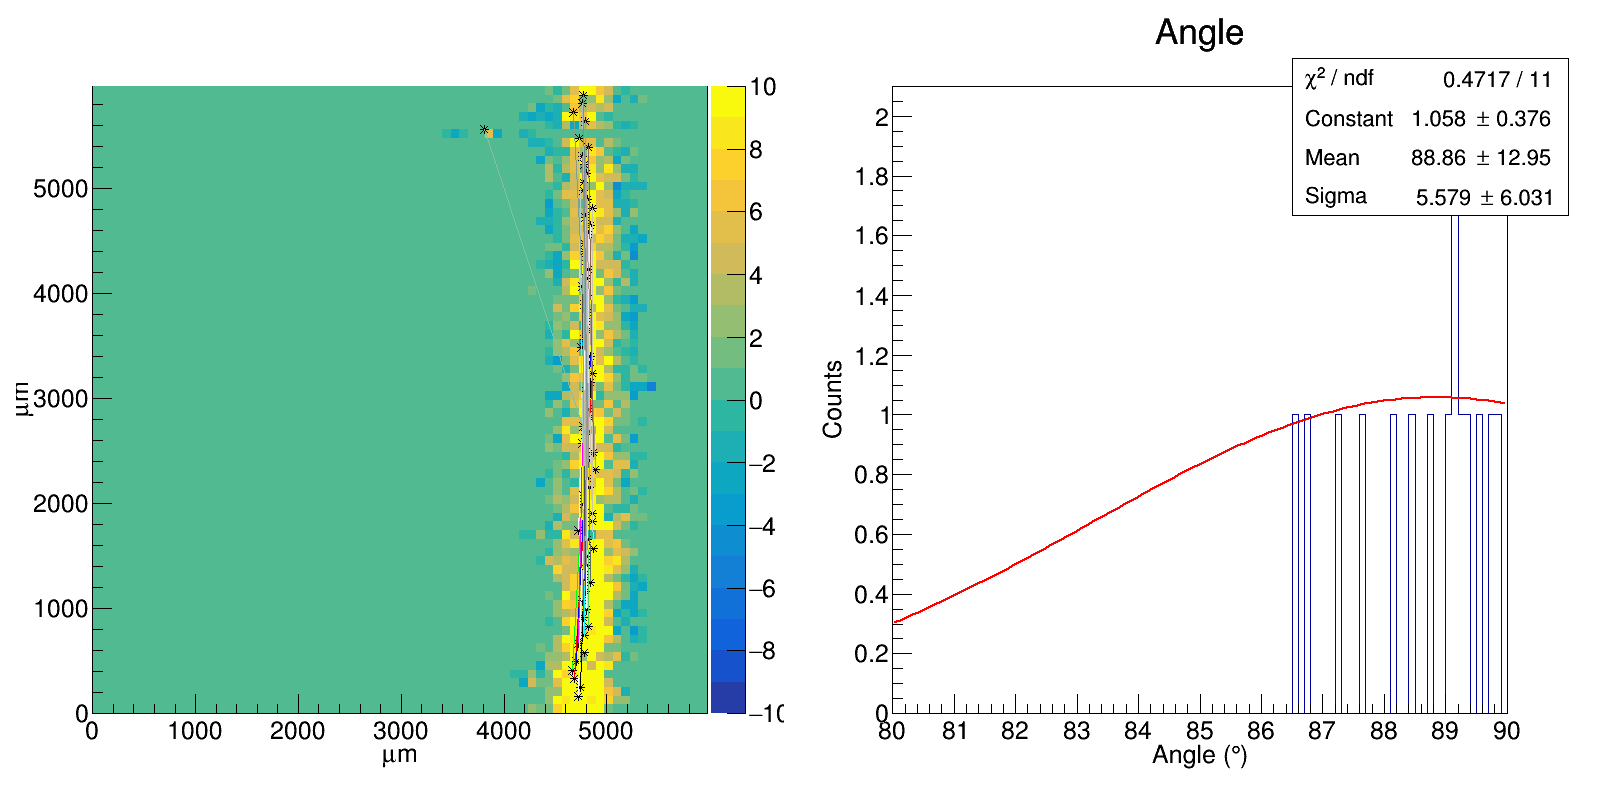 Angle
χ² / ndf 0.4717 / 11
Constant 1.058 ± 0.376
Mean 88.86 ± 12.95
Sigma 5.579 ± 6.031
μm
5000
4000
3000
2000
1000
0
0 1000 2000 3000 4000 5000
μm
10
8
6
4
2
0
−2
−4
−6
−8
−10
Counts
2
1.8
1.6
1.4
1.2
1
0.8
0.6
0.4
0.2
0
80 81 82 83 84 85 86 87 88 89 90
Angle (°)